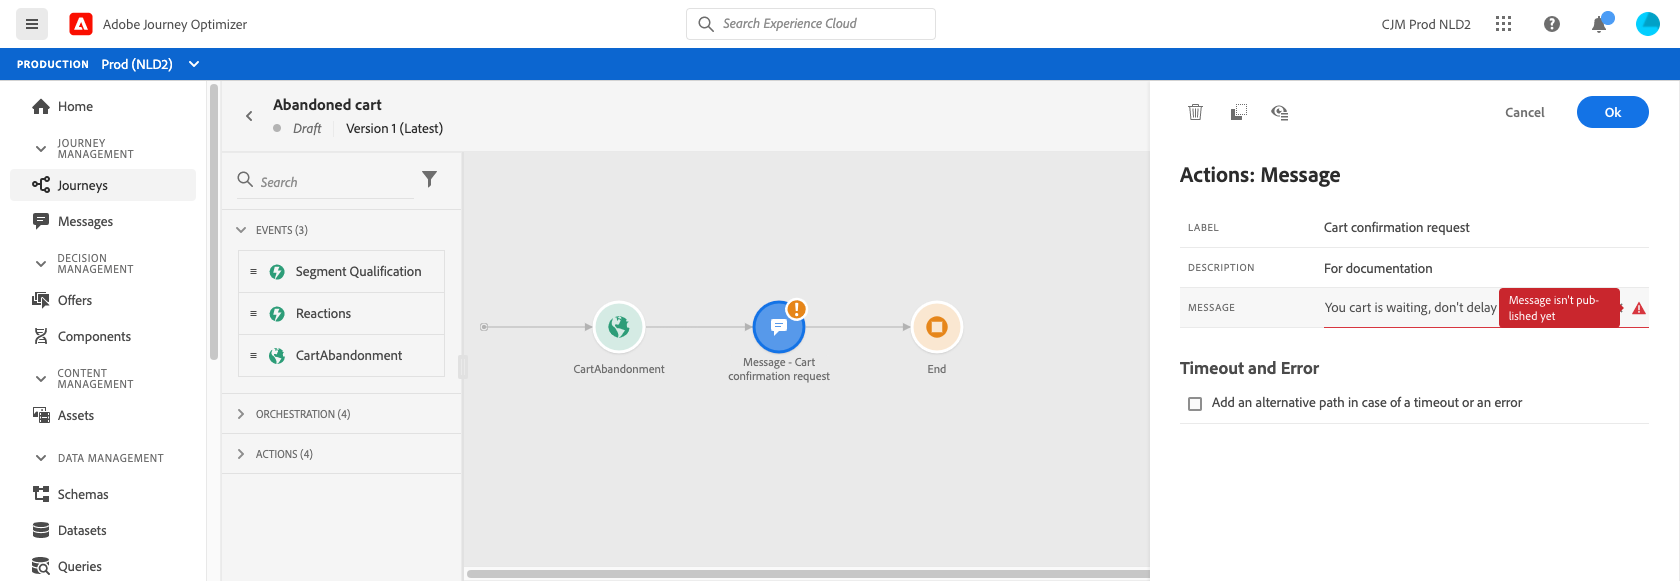 Adobe Journey Optimizer
Search Experience Cloud
CJM Prod NLD2
PRODUCTION Prod (NLD2)
Home
JOURNEY
MANAGEMENT
Journeys
Messages
DECISION
MANAGEMENT
Offers
Components
CONTENT
MANAGEMENT
Assets
DATA MANAGEMENT
Schemas
Datasets
Queries
Abandoned cart
Draft
Version 1 (Latest)
Search
EVENTS (3)
Segment Qualification
Reactions
CartAbandonment
ORCHESTRATION (4)
ACTIONS (4)
CartAbandonment
Message - Cart
confirmation request
End
Cancel
Ok
Actions: Message
LABEL Cart confirmation request
DESCRIPTION For documentation
MESSAGE You cart is waiting, don't delay
Message isn't pub-
lished yet
Timeout and Error
Add an alternative path in case of a timeout or an error